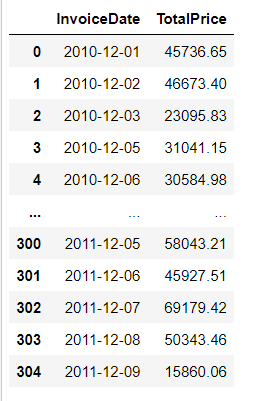 InvoiceDate TotalPrice
0 2010-12-01 45736.65
1 2010-12-02 46673.40
2 2010-12-03 23095.83
3 2010-12-05 31041.15
4 2010-12-06 30584.98
... ... ...
300 2011-12-05 58043.21
301 2011-12-06 45927.51
302 2011-12-07 69179.42
303 2011-12-08 50343.46
304 2011-12-09 15860.06